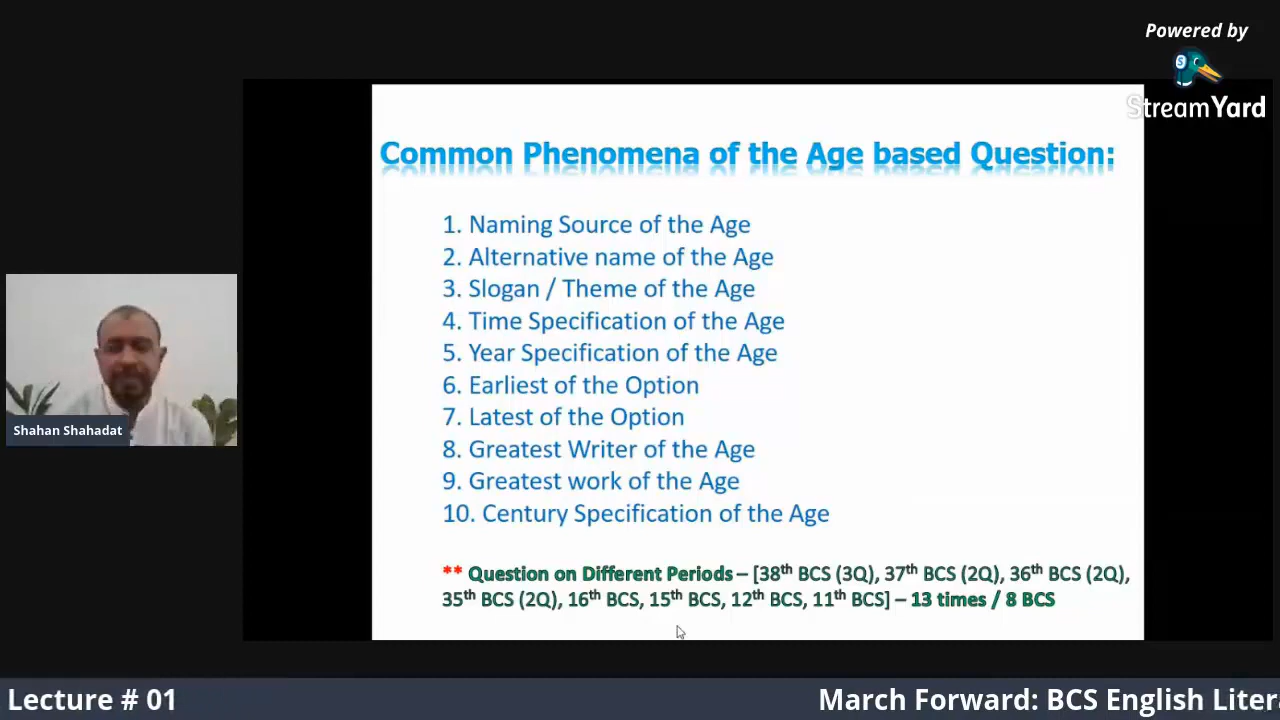 Powered by
StreamYard
Common Phenomena of the Age based Question:
1. Naming Source of the Age
2. Alternative name of the Age
3. Slogan / Theme of the Age
4. Time Specification of the Age
5. Year Specification of the Age
6. Earliest of the Option
7. Latest of the Option
8. Greatest Writer of the Age
9. Greatest work of the Age
10. Century Specification of the Age
** Question on Different Periods – [38th BCS (3Q), 37th BCS (2Q), 36th BCS (2Q),
35th BCS (2Q), 16th BCS, 15th BCS, 12th BCS, 11th BCS] – 13 times / 8 BCS
Shahan Shahadat
Lecture # 01
March Forward: BCS English Liter